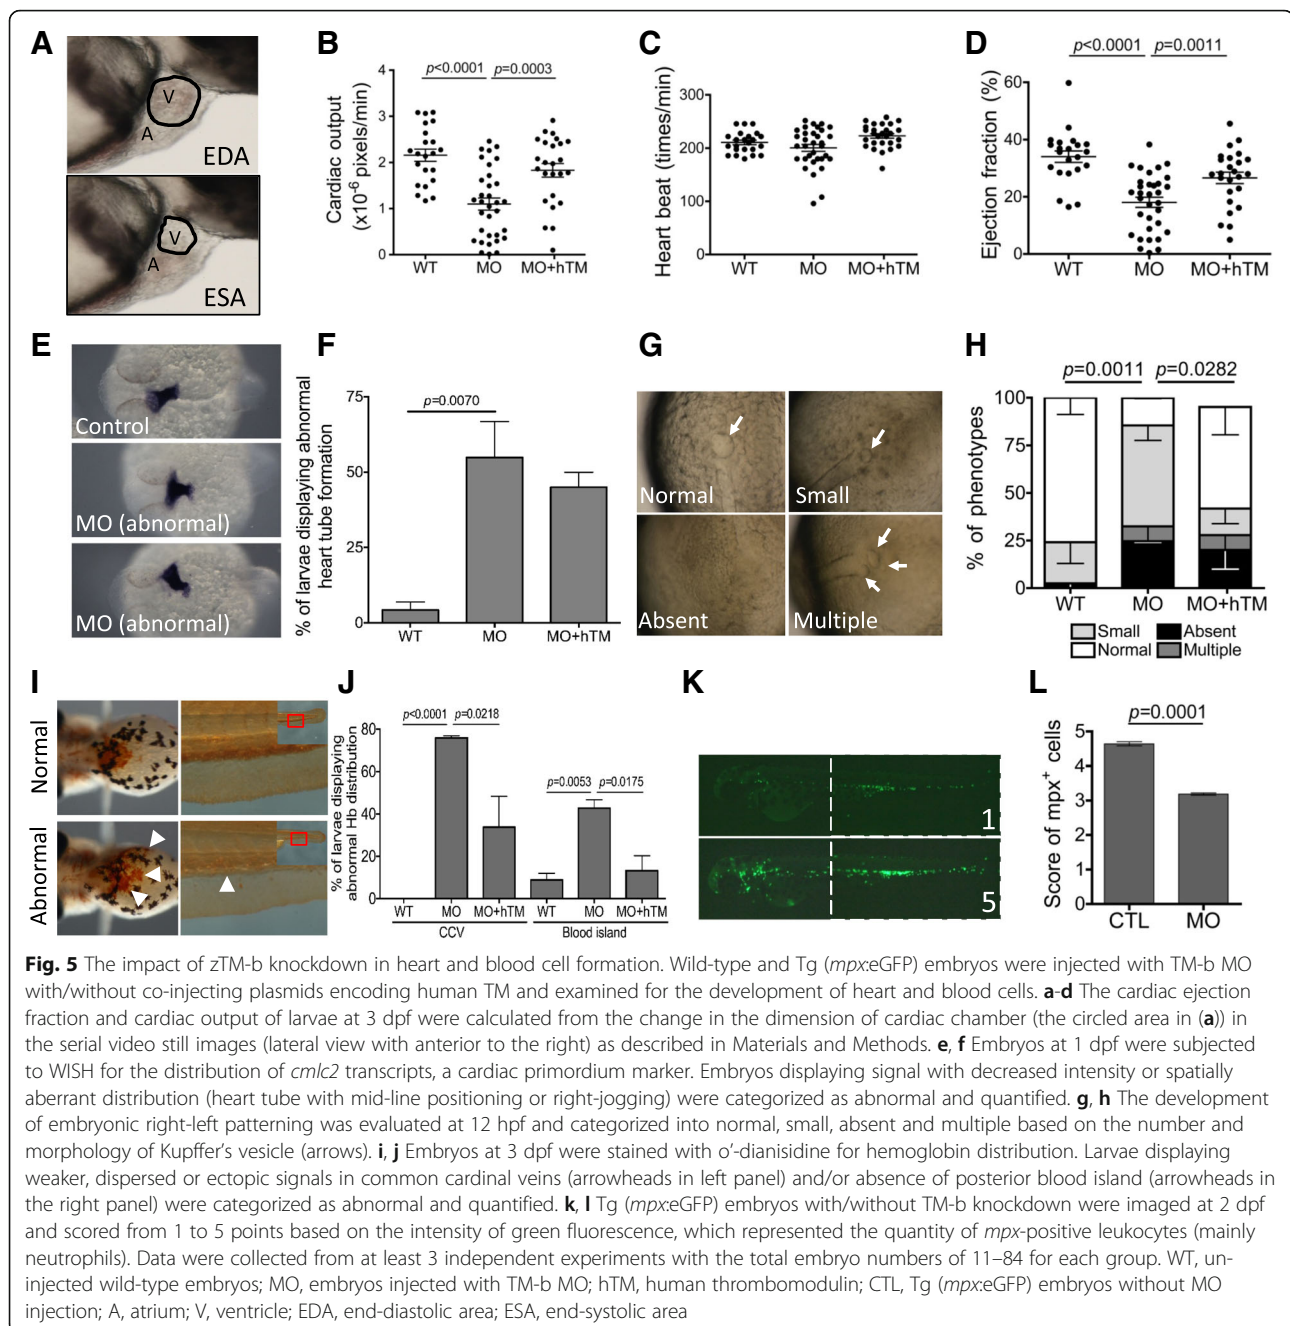 A
V
A
EDA
V
A
ESA
B
p<0.0001 p=0.0003
Cardiac output
(x10⁻⁶ pixels/min)
4
3
2
1
0
WT MO MO+hTM
C
Heart beat (times/min)
300
200
100
0
WT MO MO+hTM
D
p<0.0001 p=0.0011
Ejection fraction (%)
60
40
20
0
WT MO MO+hTM
E
Control
MO (abnormal)
MO (abnormal)
F
% of larvae displaying abnormal
heart tube formation
75
50
25
0
p=0.0070
WT MO MO+hTM
G
Normal
Small
Absent
Multiple
H
p=0.0011 p=0.0282
% of phenotypes
100
75
50
25
0
WT MO MO+hTM
Small Absent
Normal Multiple
I
Normal
Abnormal
J
% of larvae displaying
abnormal Hb distribution
80
60
40
20
0
p<0.0001 p=0.0218
p=0.0053 p=0.0175
WT MO MO+hTM WT MO MO+hTM
CCV Blood island
K
1
5
L
p=0.0001
Score of mpx⁺ cells
5
4
3
2
1
0
CTL MO
Fig. 5 The impact of zTM-b knockdown in heart and blood cell formation. Wild-type and Tg (mpx:eGFP) embryos were injected with TM-b MO
with/without co-injecting plasmids encoding human TM and examined for the development of heart and blood cells. a-d The cardiac ejection
fraction and cardiac output of larvae at 3 dpf were calculated from the change in the dimension of cardiac chamber (the circled area in (a)) in
the serial video still images (lateral view with anterior to the right) as described in Materials and Methods. e, f Embryos at 1 dpf were subjected
to WISH for the distribution of cmlc2 transcripts, a cardiac primordium marker. Embryos displaying signal with decreased intensity or spatially
aberrant distribution (heart tube with mid-line positioning or right-jogging) were categorized as abnormal and quantified. g, h The development
of embryonic right-left patterning was evaluated at 12 hpf and categorized into normal, small, absent and multiple based on the number and
morphology of Kupffer's vesicle (arrows). i, j Embryos at 3 dpf were stained with o'-dianisidine for hemoglobin distribution. Larvae displaying
weaker, dispersed or ectopic signals in common cardinal veins (arrowheads in left panel) and/or absence of posterior blood island (arrowheads in
the right panel) were categorized as abnormal and quantified. k, l Tg (mpx:eGFP) embryos with/without TM-b knockdown were imaged at 2 dpf
and scored from 1 to 5 points based on the intensity of green fluorescence, which represented the quantity of mpx-positive leukocytes (mainly
neutrophils). Data were collected from at least 3 independent experiments with the total embryo numbers of 11–84 for each group. WT, un-
injected wild-type embryos; MO, embryos injected with TM-b MO; hTM, human thrombomodulin; CTL, Tg (mpx:eGFP) embryos without MO
injection; A, atrium; V, ventricle; EDA, end-diastolic area; ESA, end-systolic area